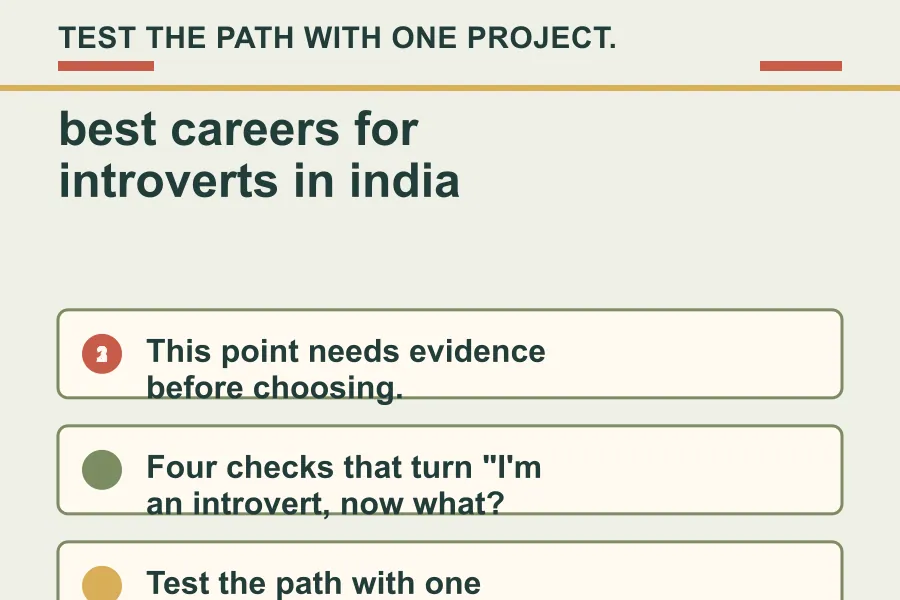 TEST THE PATH WITH ONE PROJECT.
best careers for
introverts in india
This point needs evidence
before choosing.
Four checks that turn "I'm
an introvert, now what?
Test the path with one